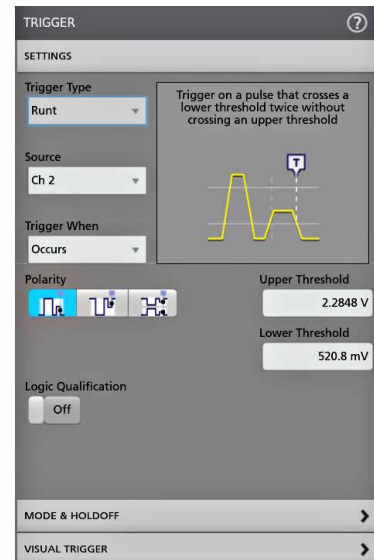 TRIGGER
?
SETTINGS
Trigger Type
Runt
Trigger on a pulse that crosses a
lower threshold twice without
crossing an upper threshold
T
Source
Ch 2
Trigger When
Occurs
Polarity
Upper Threshold
2.2848 V
Lower Threshold
520.8 mV
Logic Qualification
Off
MODE & HOLDOFF
VISUAL TRIGGER